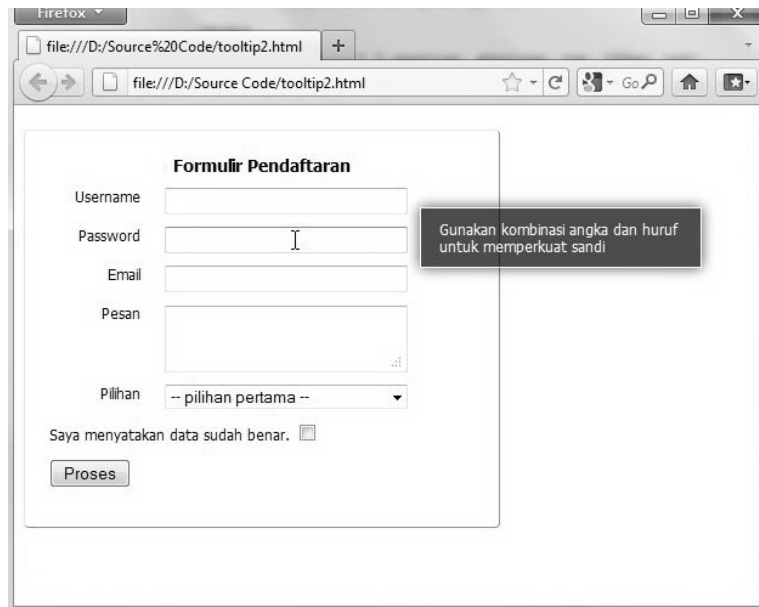 Firefox
file:///D:/Source%20Code/tooltip2.html
+
file:///D:/Source Code/tooltip2.html
Go
Formulir Pendaftaran
Username
Password
Gunakan kombinasi angka dan huruf
untuk memperkuat sandi
Email
Pesan
Pilihan
-- pilihan pertama --
Saya menyatakan data sudah benar.
Proses